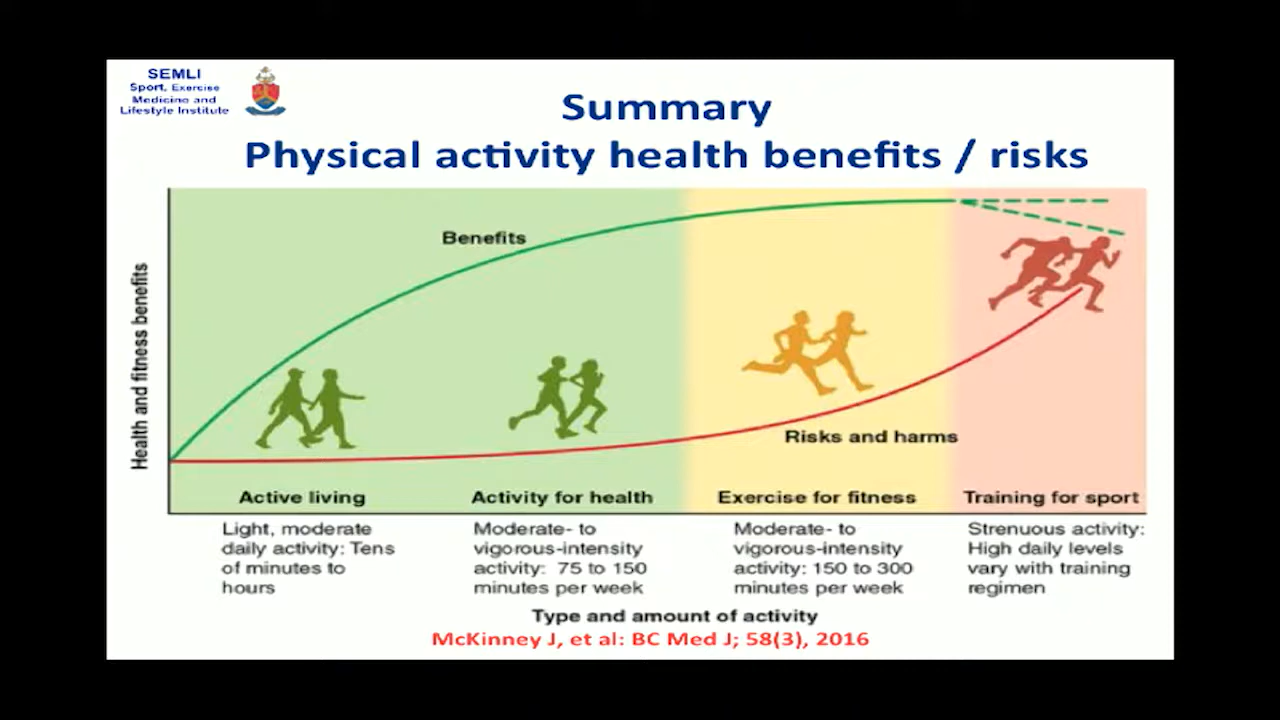 SEMLI
Sport, Exercise
Medicine and
Lifestyle Institute
Summary
Physical activity health benefits / risks
Health and fitness benefits
Benefits
Risks and harms
Active living
Activity for health
Exercise for fitness
Training for sport
Light, moderate
daily activity: Tens
of minutes to
hours
Moderate- to
vigorous-intensity
activity: 75 to 150
minutes per week
Moderate- to
vigorous-intensity
activity: 150 to 300
minutes per week
Strenuous activity:
High daily levels
vary with training
regimen
Type and amount of activity
McKinney J, et al: BC Med J; 58(3), 2016